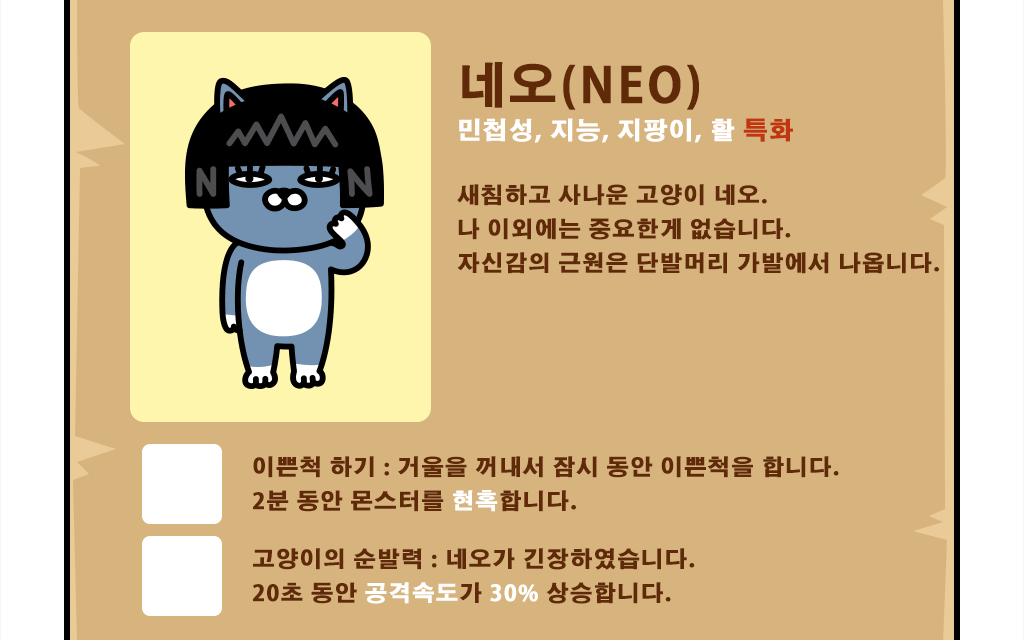 네오(NEO)
민첩성, 지능, 지팡이, 활 특화
새침하고 사나운 고양이 네오.
나 이외에는 중요한게 없습니다.
자신감의 근원은 단발머리 가발에서 나옵니다.
N N
이쁜척 하기 : 거울을 꺼내서 잠시 동안 이쁜척을 합니다.
2분 동안 몬스터를 현혹합니다.
고양이의 순발력 : 네오가 긴장하였습니다.
20초 동안 공격속도가 30% 상승합니다.